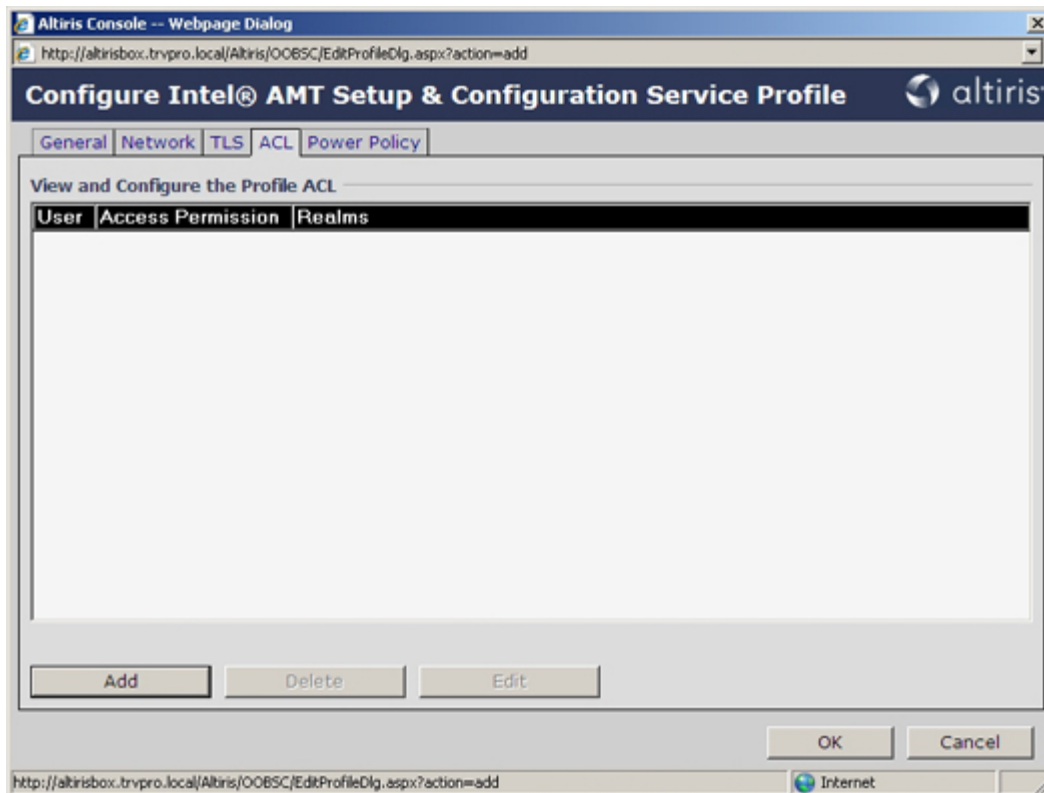 Altiris Console -- Webpage Dialog
http://altirisbox.trvpro.local/Altiris/OOBSC/EditProfileDlg.aspx?action=add
Configure Intel® AMT Setup & Configuration Service Profile altiris
General Network TLS ACL Power Policy
View and Configure the Profile ACL
User Access Permission Realms
Add Delete Edit
OK Cancel
http://altirisbox.trvpro.local/Altiris/OOBSC/EditProfileDlg.aspx?action=add Internet